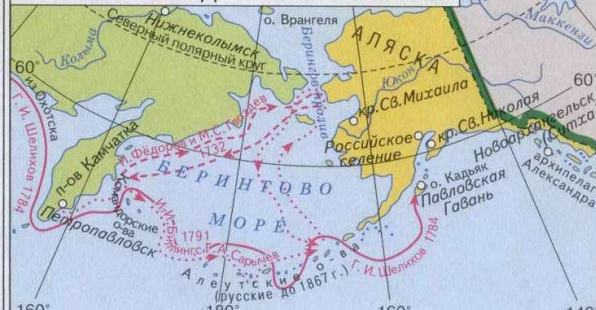 о. Врангеля
Нижнеколымск
Северный полярный круг
Колыма
Берингов пролив
АЛЯСКА
Маккензи
60°
60°
Юкон
кр.Св.Михаила
из Охотска
Г. И. Шелихов 1784
п-ов Камчатка
И.Фёдоров и М.С. Гвоздев
1732
Российское
селение
кр.Св.Николая
Новоархангельск
(Ситха)
архипелаг
Александра
о. Кадьяк
Павловская
Гавань
БЕРИНГОВО
МОРЕ
Командорские
о-ва
Петропавловск
И.И. Биллингс, Г.А. Сарычев
1791
Алеутские о-ва
(русские до 1867 г.)
Г. И. Шелихов 1784
160°
180°
160°
140°